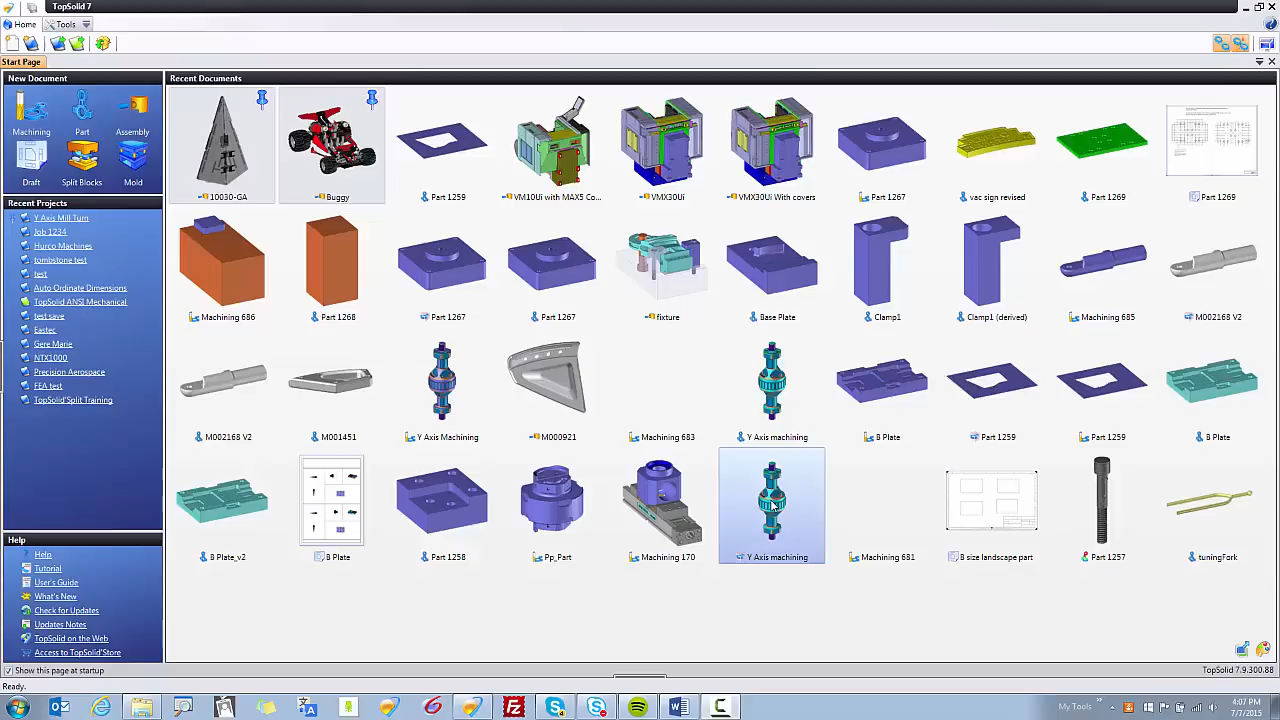 TopSolid 7
Home
Tools
Start Page
New Document
Machining
Part
Assembly
Draft
Split Blocks
Mold
Recent Projects
Y Axis Mill Turn
Job 1234
Hurco Machines
tombstone test
test
Auto Ordinate Dimensions
TopSolid ANSI Mechanical
test save
Eastec
Gere Marie
NTX1000
Precision Aerospace
FEA test
TopSolid'Split Training
Help
Help
Tutorial
User's Guide
What's New
Check for Updates
Updates Notes
TopSolid on the Web
Access to TopSolid'Store
Show this page at startup
Recent Documents
10030-GA
Buggy
Part 1259
VM10Ui with MAX5 Co...
VMX30Ui
VMX30Ui With covers
Part 1267
vac sign revised
Part 1269
Part 1269
Machining 686
Part 1268
Part 1267
Part 1267
fixture
Base Plate
Clamp1
Clamp1 (derived)
Machining 685
M002168 V2
M002168 V2
M001451
Y Axis Machining
M000921
Machining 683
Y Axis machining
B Plate
Part 1259
Part 1259
B Plate
B Plate_v2
B Plate
Part 1258
Pp_Part
Machining 170
Y Axis machining
Machining 681
B size landscape part
Part 1257
tuningFork
TopSolid 7.9.300.88
Ready.
My Tools
4:07 PM
7/7/2015